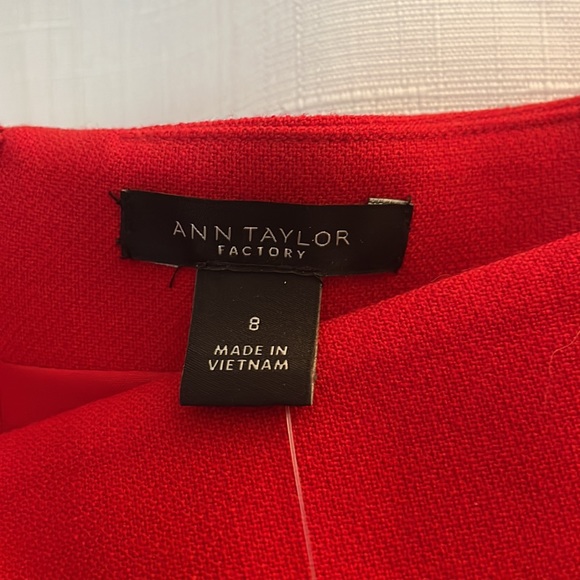 ANN TAYLOR
FACTORY
8
MADE IN
VIETNAM